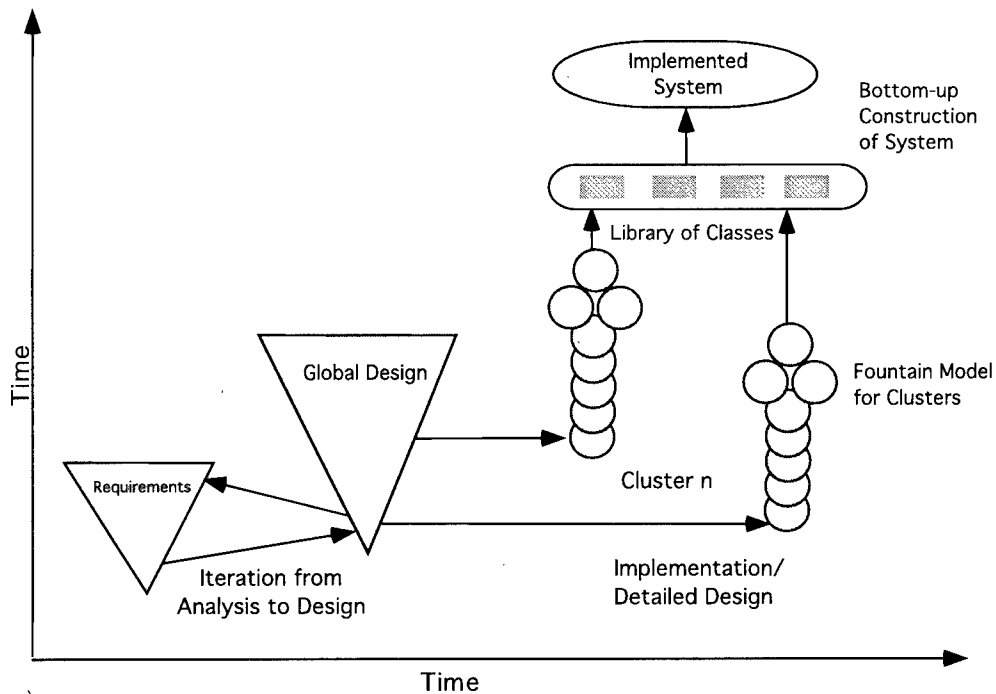 Implemented
System
Bottom-up
Construction
of System
Library of Classes
Global Design
Fountain Model
for Clusters
Requirements
Cluster n
Iteration from
Analysis to Design
Implementation/
Detailed Design
Time
Time